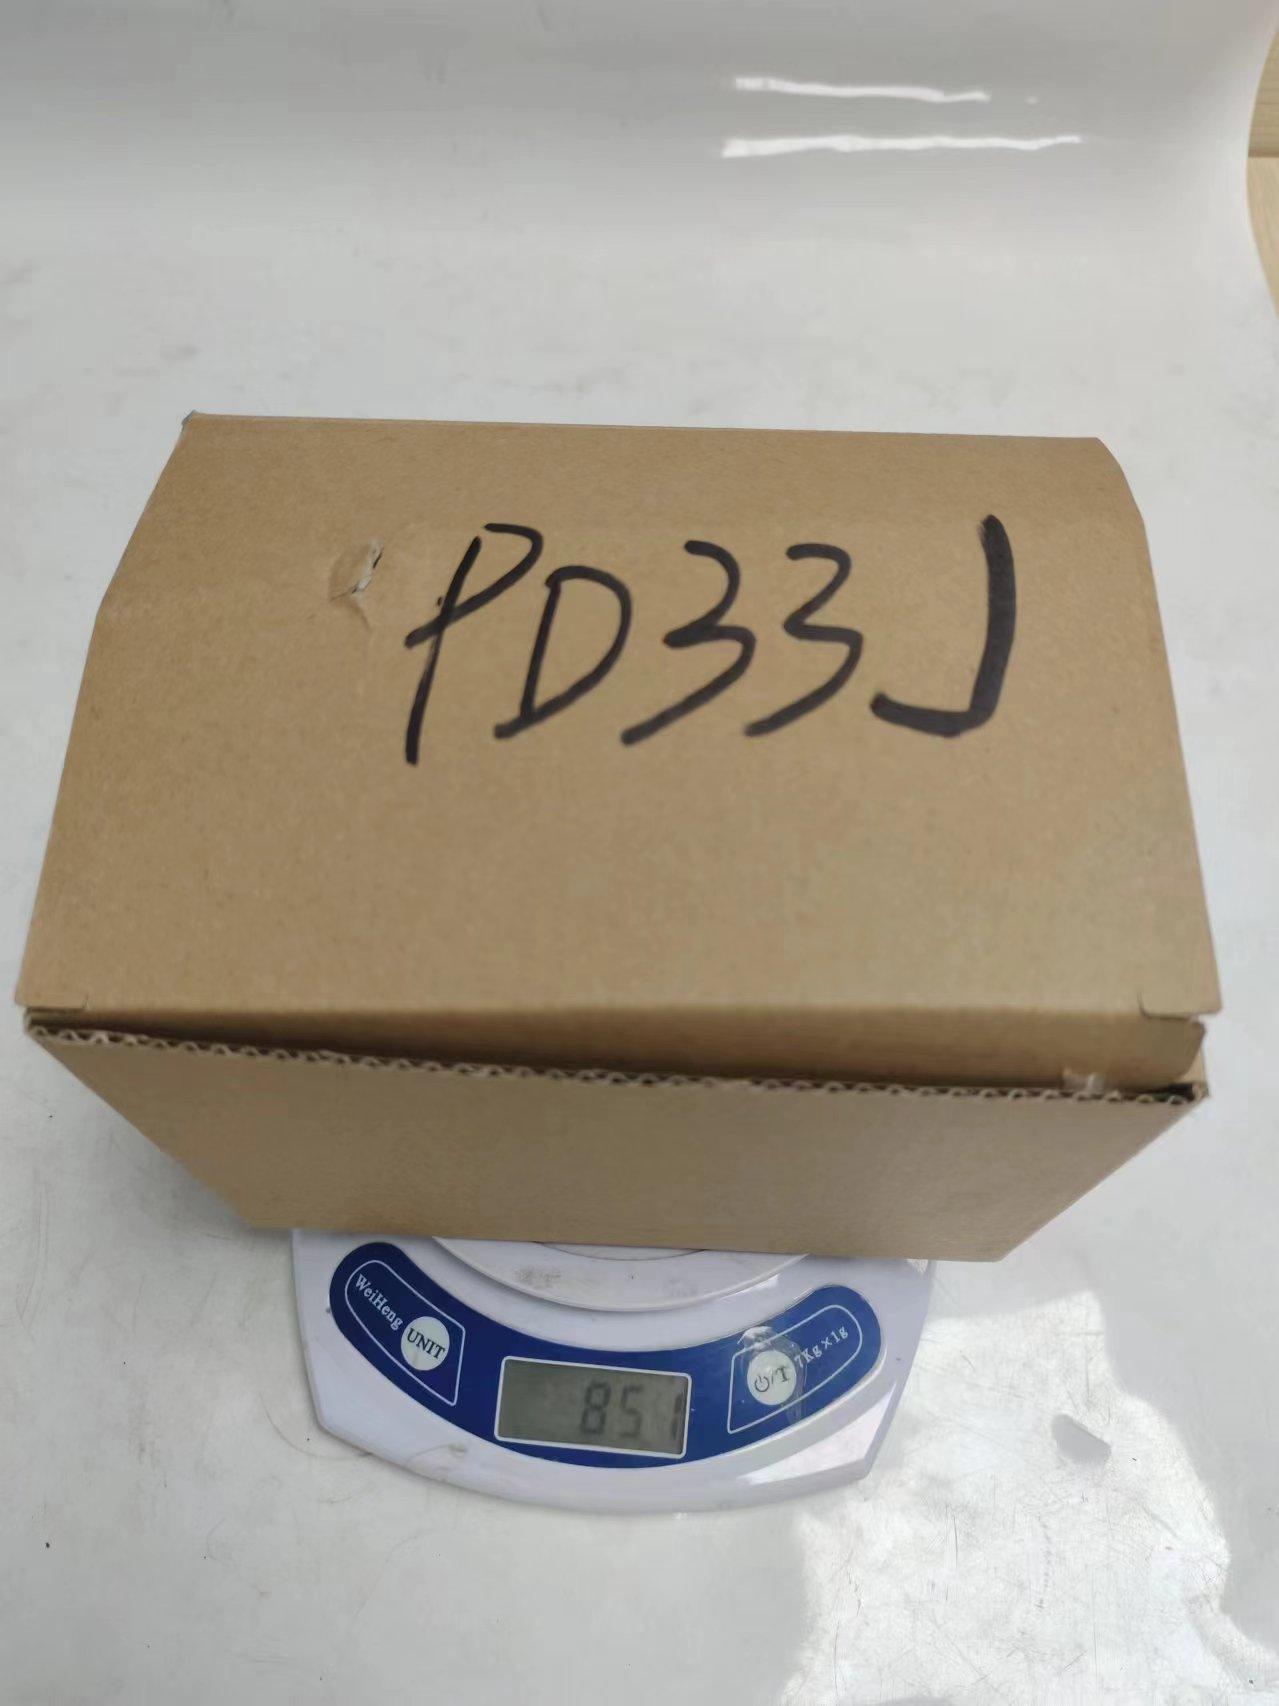 PD33J
WeiHeng
UNIT
851
⏻/T
7Kg×1g